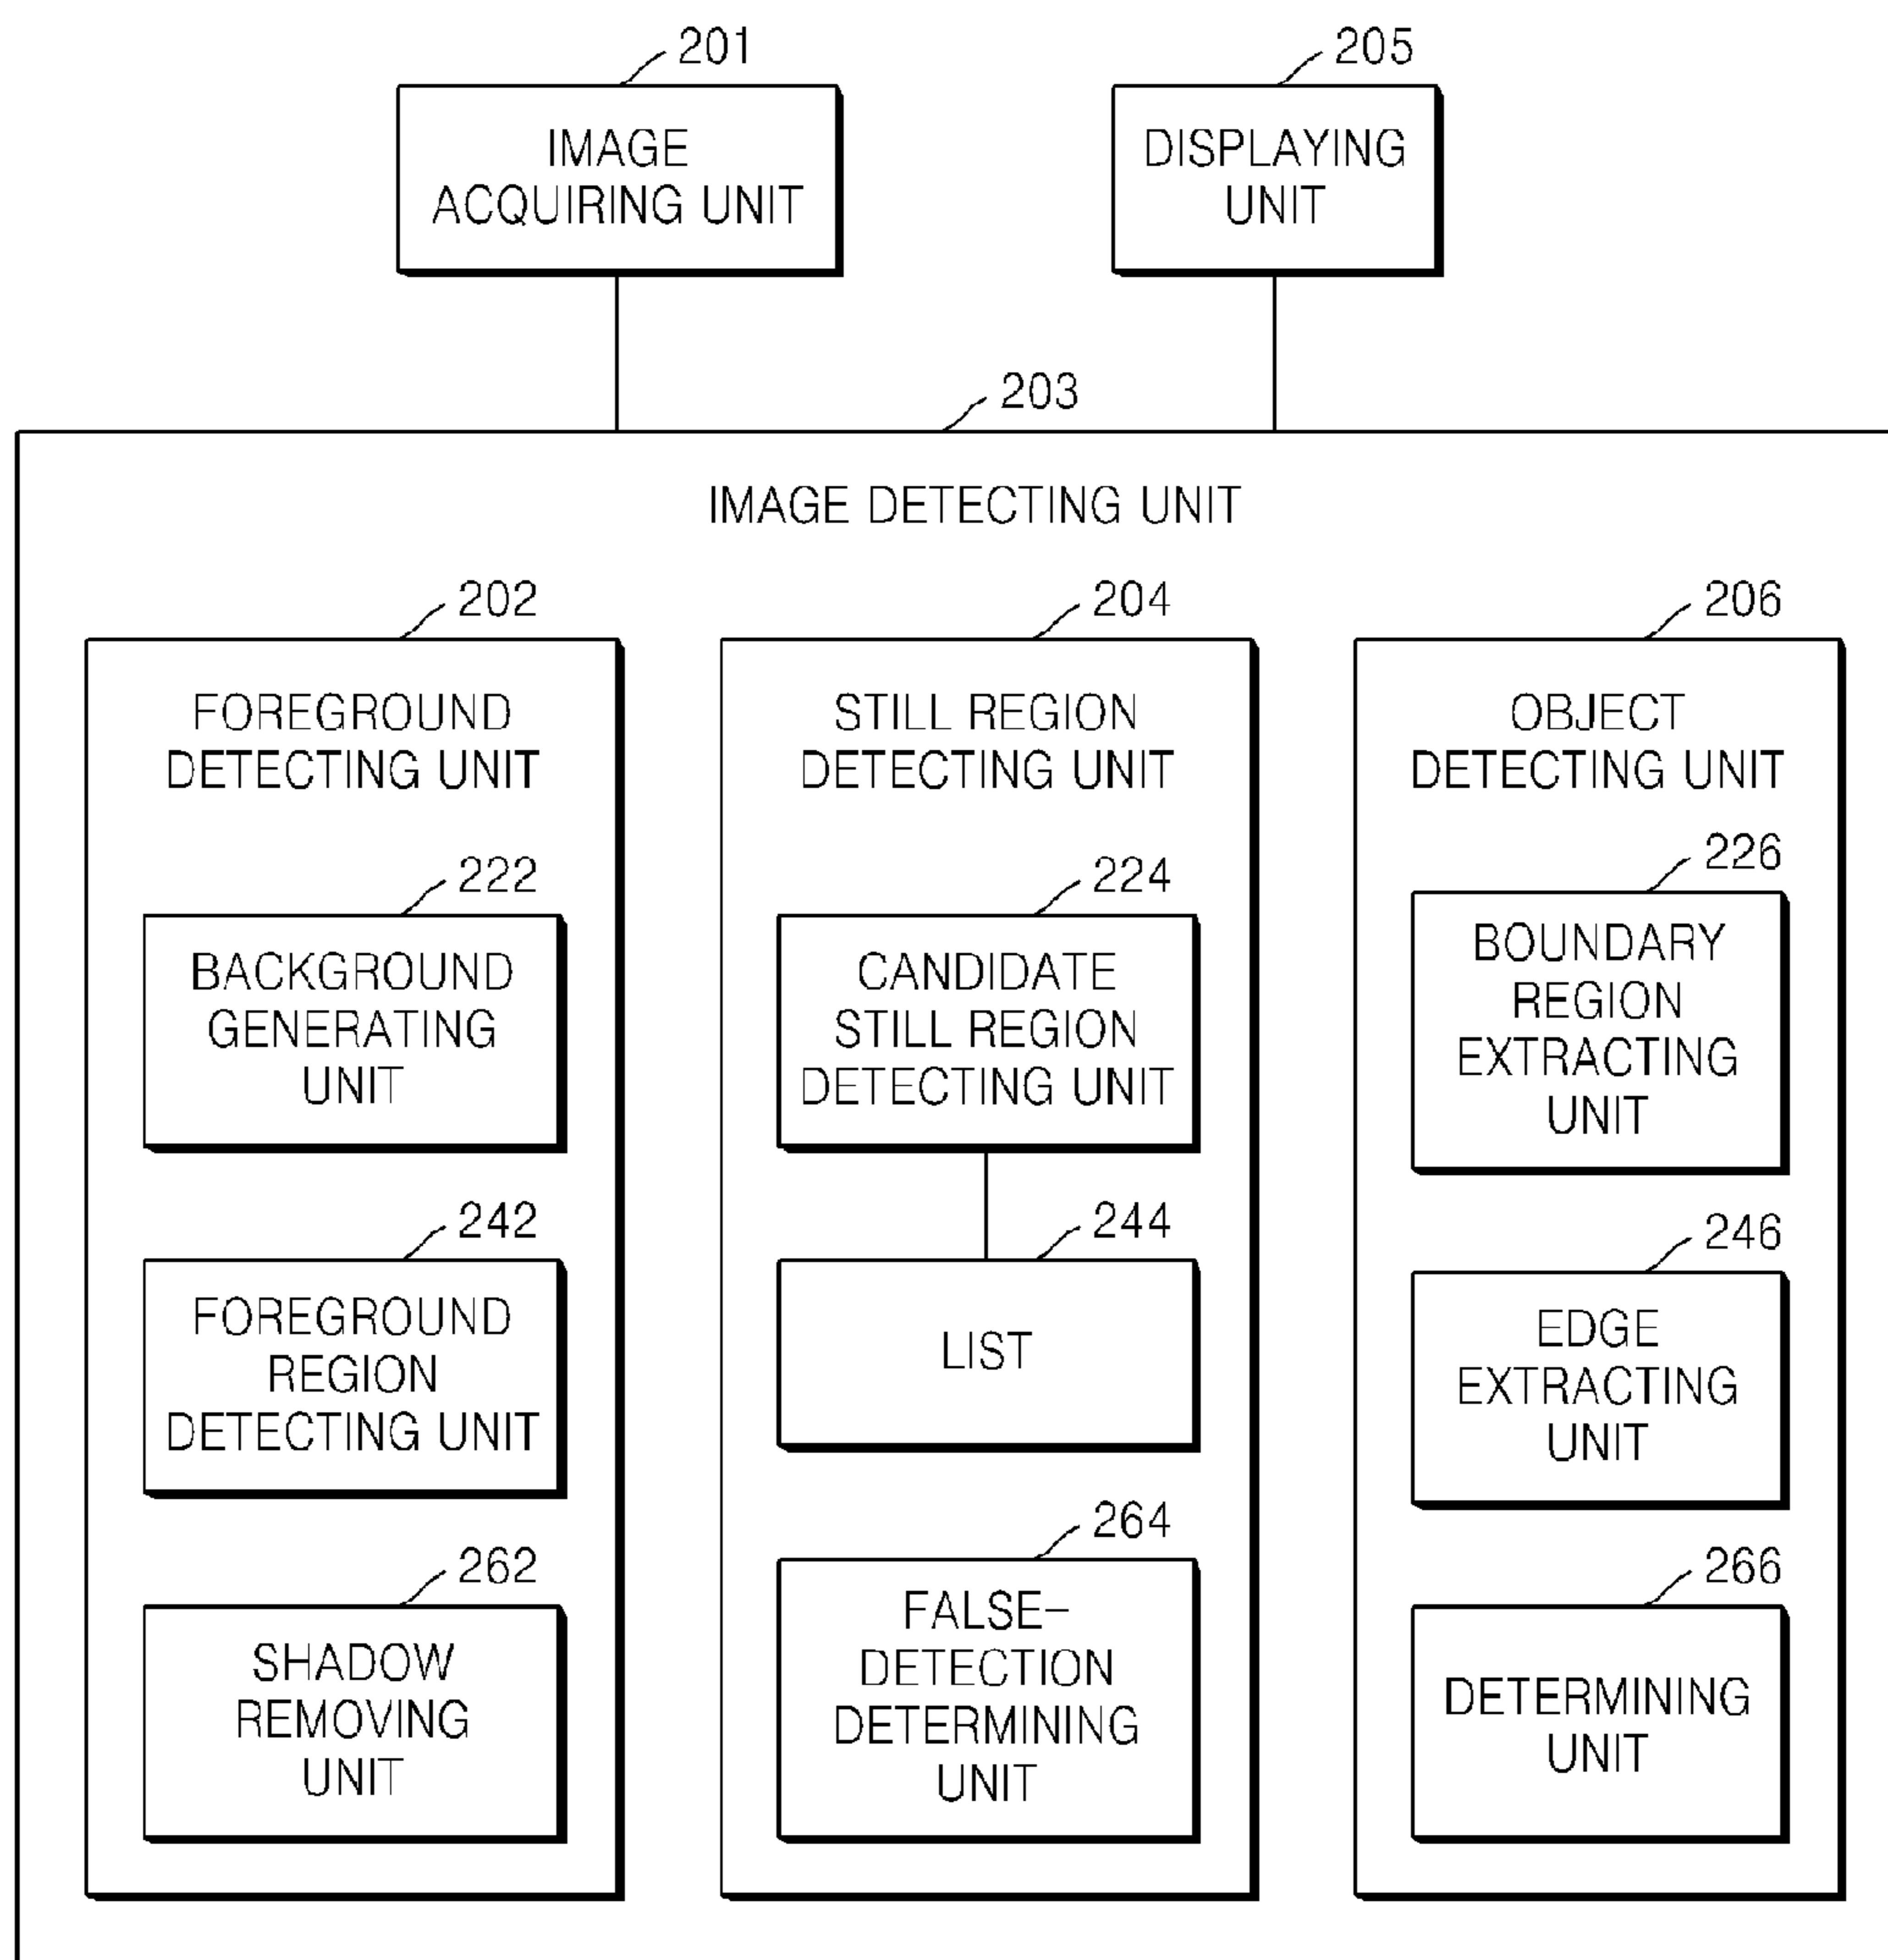 201
IMAGE
ACQUIRING UNIT
205
DISPLAYING
UNIT
203
IMAGE DETECTING UNIT
202
FOREGROUND
DETECTING UNIT
222
BACKGROUND
GENERATING
UNIT
242
FOREGROUND
REGION
DETECTING UNIT
262
SHADOW
REMOVING
UNIT
204
STILL REGION
DETECTING UNIT
224
CANDIDATE
STILL REGION
DETECTING UNIT
244
LIST
264
FALSE-
DETECTION
DETERMINING
UNIT
206
OBJECT
DETECTING UNIT
226
BOUNDARY
REGION
EXTRACTING
UNIT
246
EDGE
EXTRACTING
UNIT
266
DETERMINING
UNIT